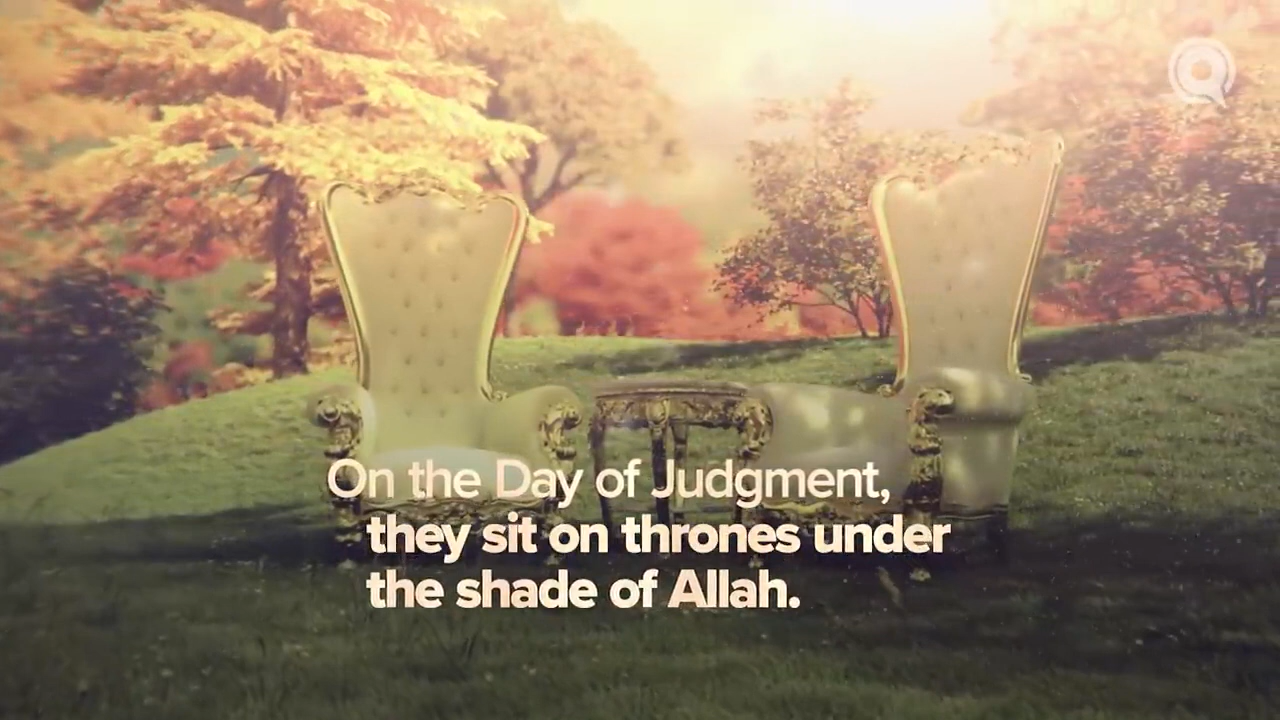 On the Day of Judgment,
they sit on thrones under
the shade of Allah.